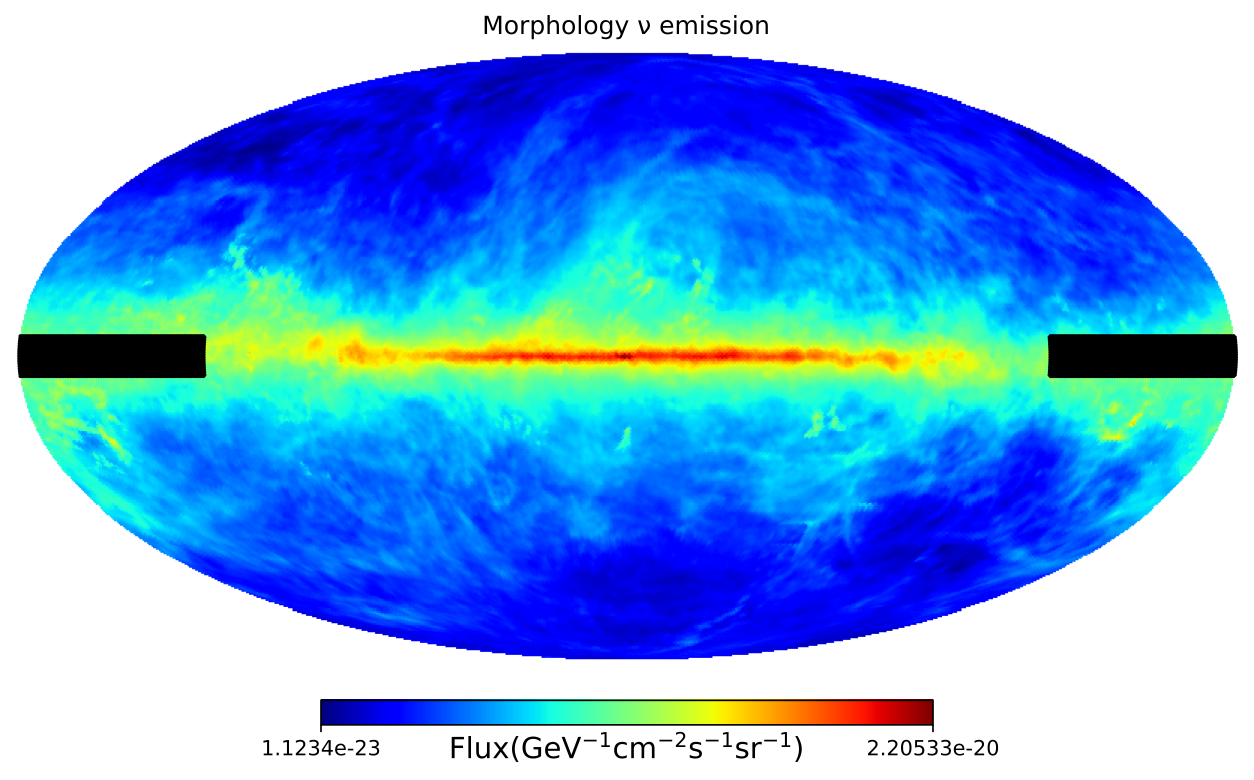 Morphology ν emission
1.1234e-23 Flux(GeV⁻¹cm⁻²s⁻¹sr⁻¹) 2.20533e-20